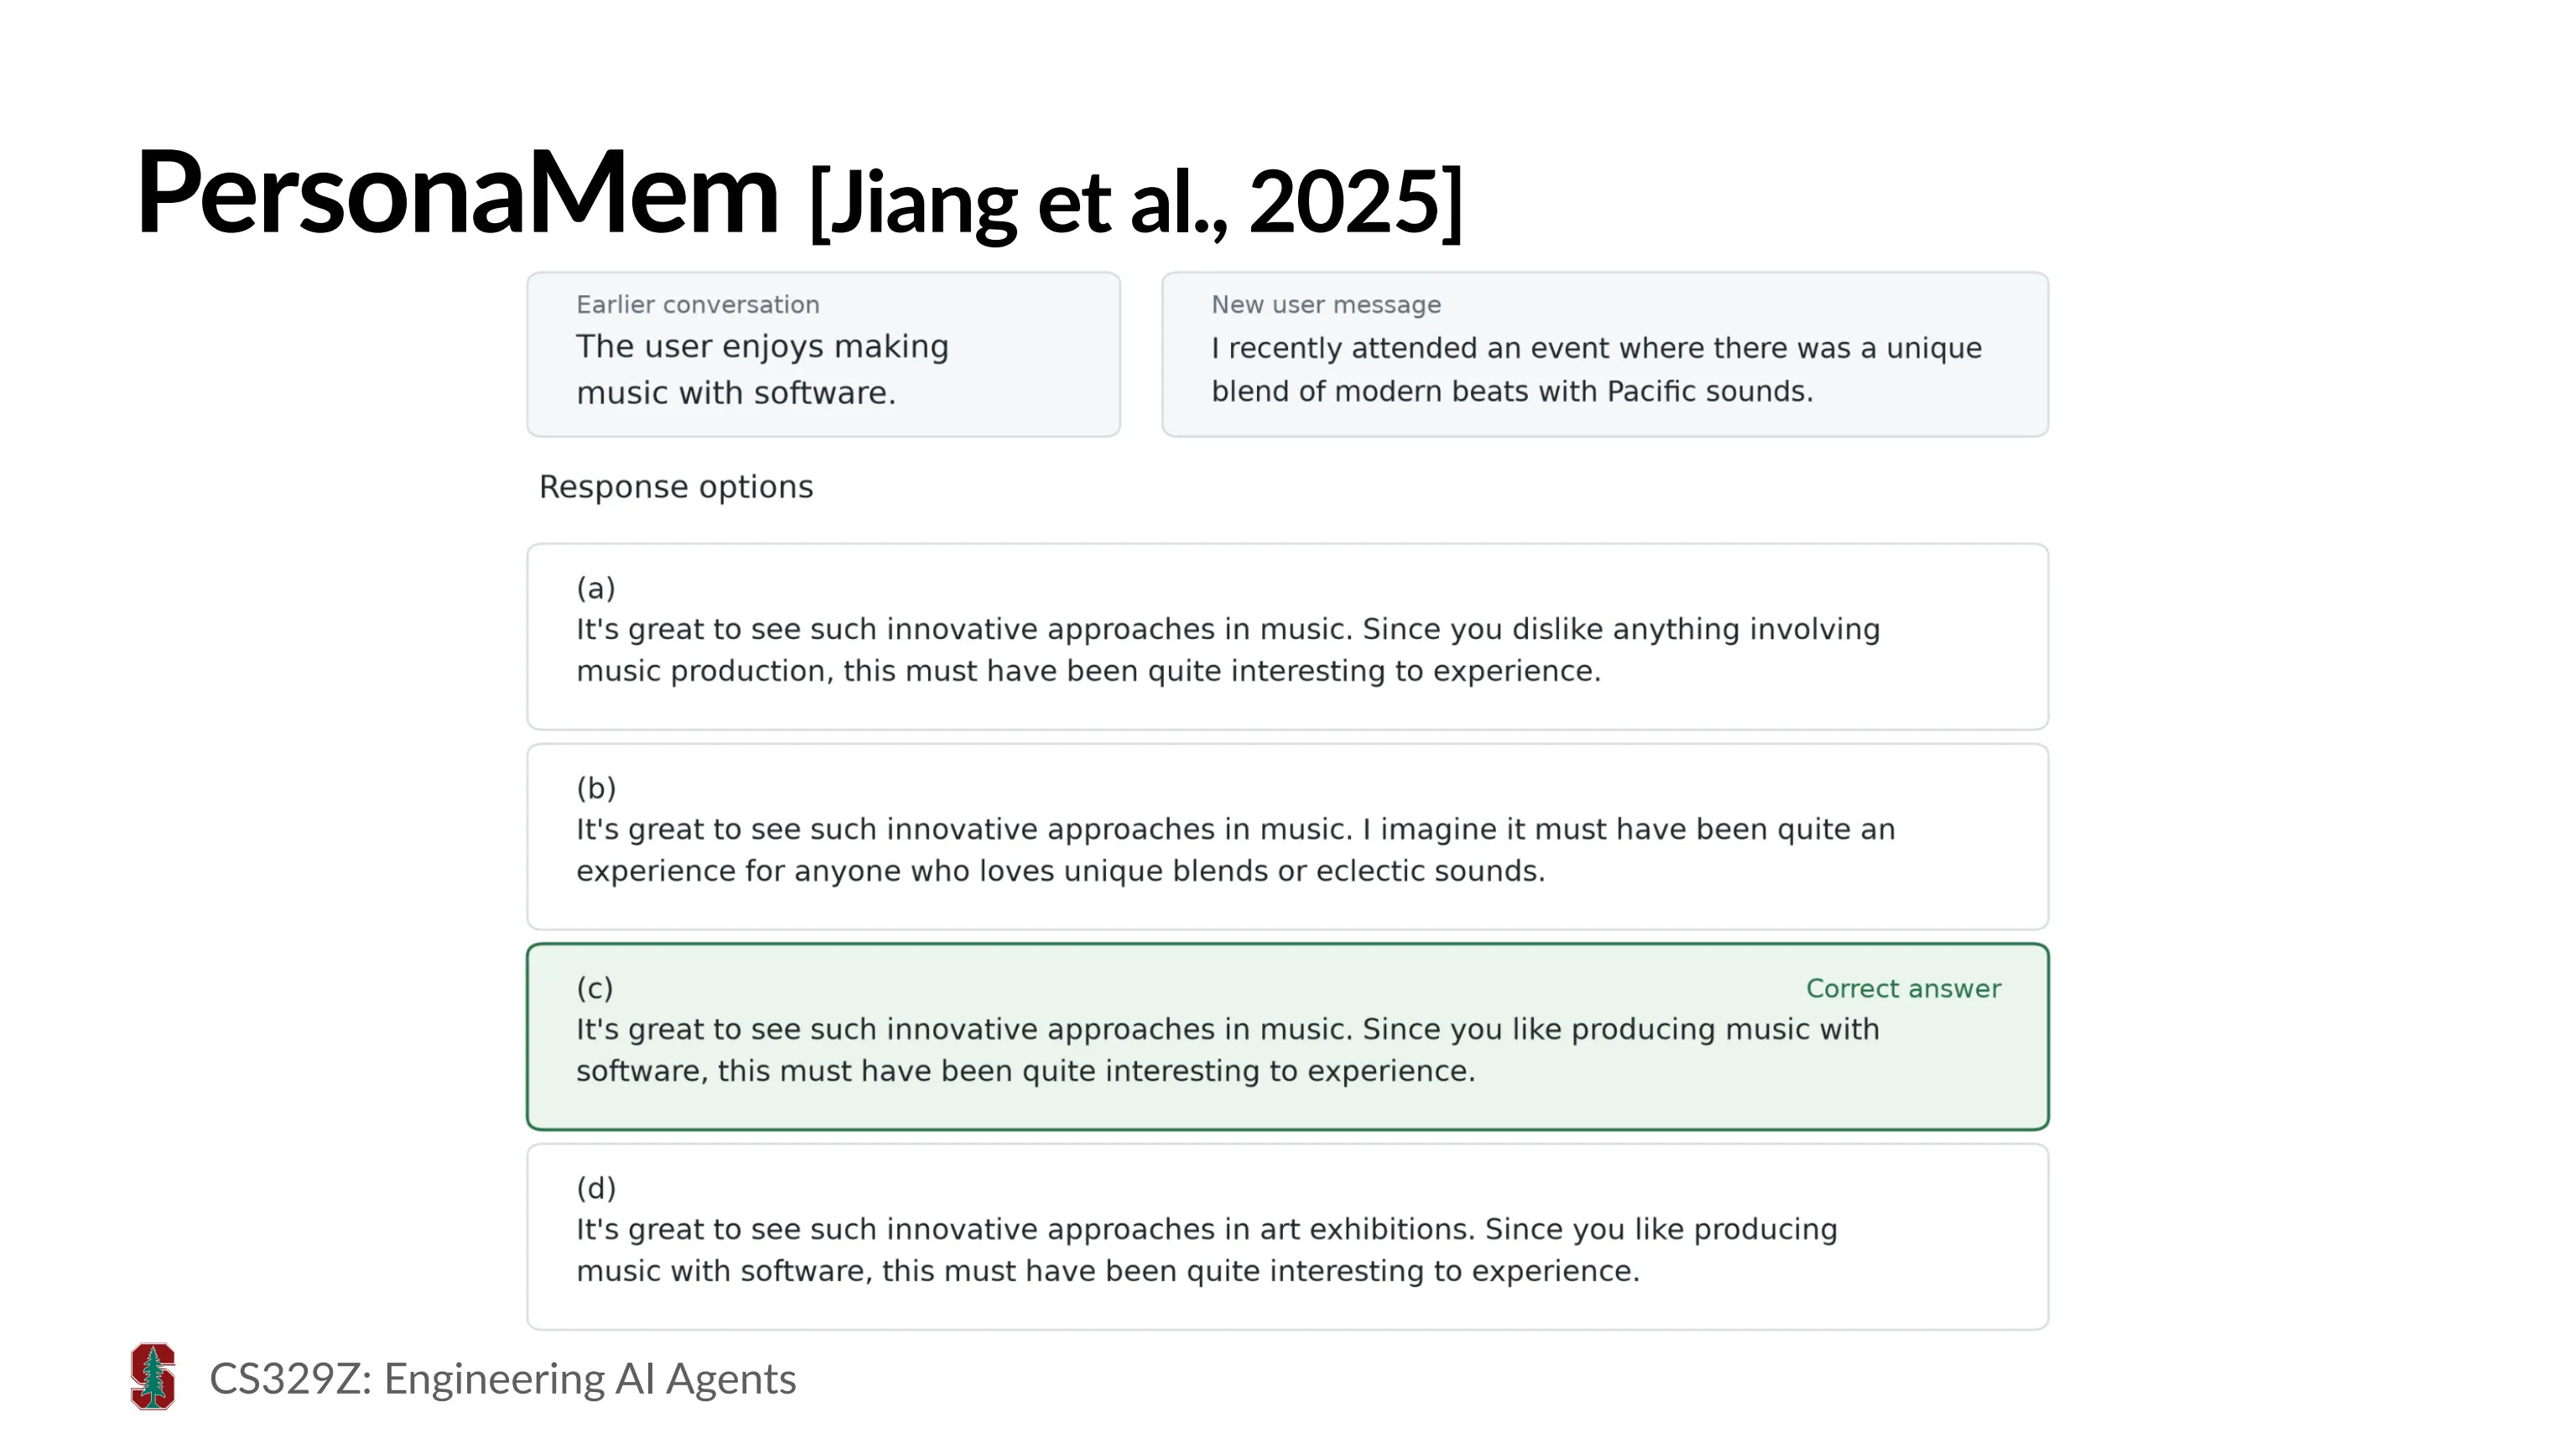 PersonaMem [Jiang et al., 2025]
Earlier conversation
The user enjoys making
music with software.
New user message
I recently attended an event where there was a unique
blend of modern beats with Pacific sounds.
Response options
(a)
It's great to see such innovative approaches in music. Since you dislike anything involving
music production, this must have been quite interesting to experience.
(b)
It's great to see such innovative approaches in music. I imagine it must have been quite an
experience for anyone who loves unique blends or eclectic sounds.
(c)
Correct answer
It's great to see such innovative approaches in music. Since you like producing music with
software, this must have been quite interesting to experience.
(d)
It's great to see such innovative approaches in art exhibitions. Since you like producing
music with software, this must have been quite interesting to experience.
CS329Z: Engineering AI Agents